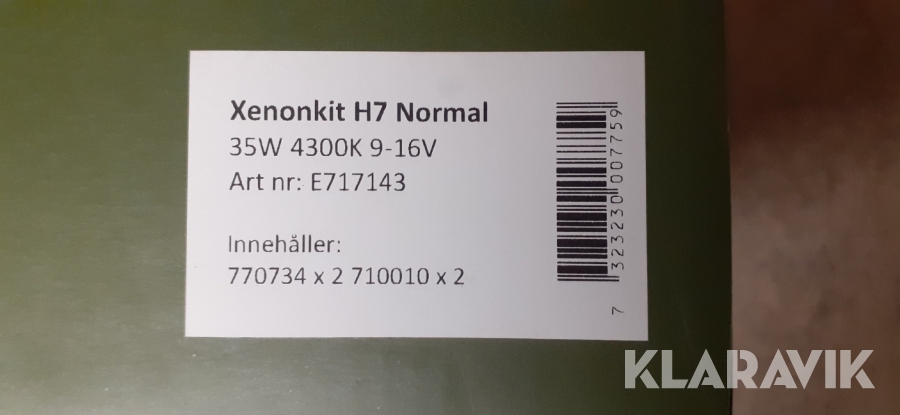 Xenonkit H7 Normal
35W 4300K 9-16V
Art nr: E717143
Innehåller:
770734 x 2 710010 x 2
7 323230 007759
KLARAVIK